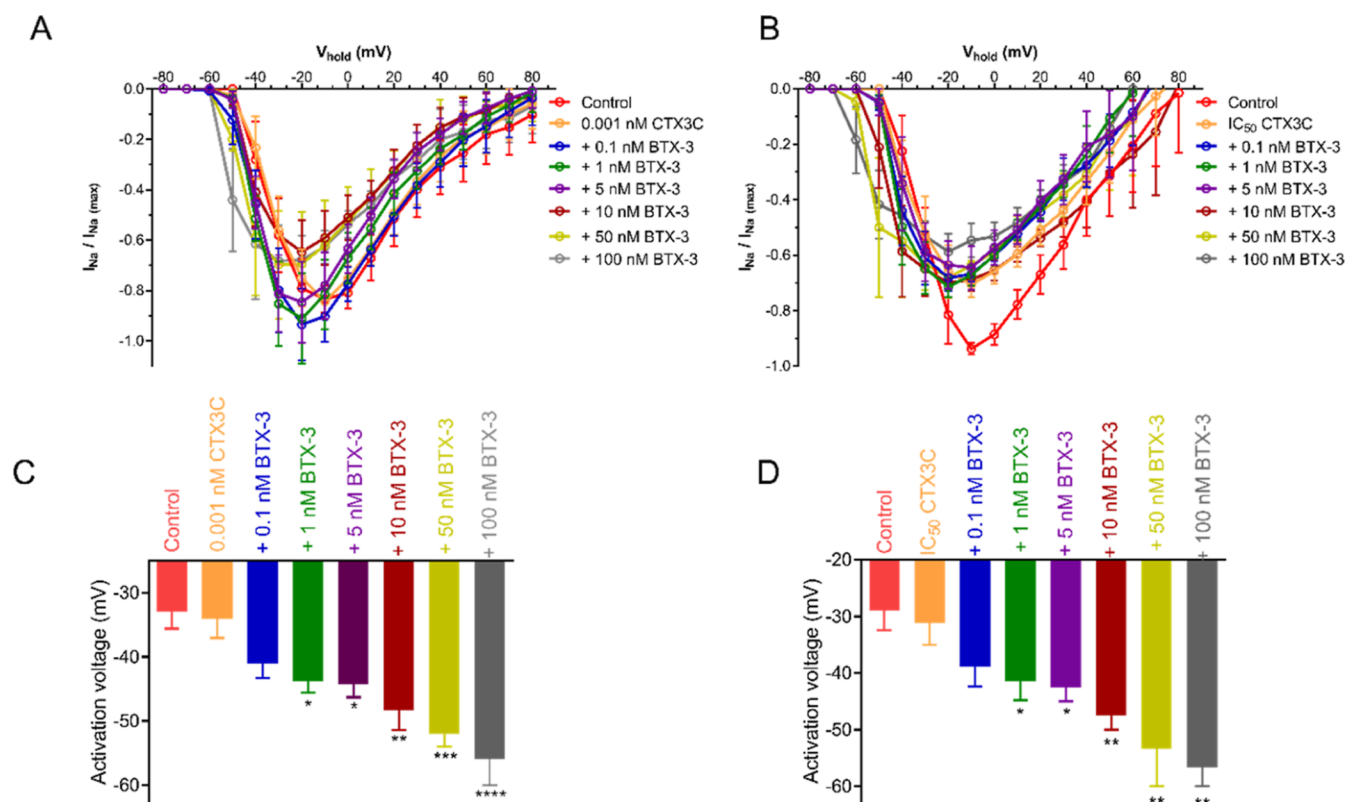 A
V_hold (mV)
-80 -60 -40 -20 0 20 40 60 80
0.0
-0.2
-0.4
-0.6
-0.8
-1.0
I_Na / I_Na (max)
Control
0.001 nM CTX3C
+ 0.1 nM BTX-3
+ 1 nM BTX-3
+ 5 nM BTX-3
+ 10 nM BTX-3
+ 50 nM BTX-3
+ 100 nM BTX-3
B
V_hold (mV)
-80 -60 -40 -20 0 20 40 60 80
0.0
-0.2
-0.4
-0.6
-0.8
-1.0
I_Na / I_Na (max)
Control
IC50 CTX3C
+ 0.1 nM BTX-3
+ 1 nM BTX-3
+ 5 nM BTX-3
+ 10 nM BTX-3
+ 50 nM BTX-3
+ 100 nM BTX-3
C
Control
0.001 nM CTX3C
+ 0.1 nM BTX-3
+ 1 nM BTX-3
+ 5 nM BTX-3
+ 10 nM BTX-3
+ 50 nM BTX-3
+ 100 nM BTX-3
Activation voltage (mV)
-30
-40
-50
-60
*
*
**
***
****
D
Control
IC50 CTX3C
+ 0.1 nM BTX-3
+ 1 nM BTX-3
+ 5 nM BTX-3
+ 10 nM BTX-3
+ 50 nM BTX-3
+ 100 nM BTX-3
Activation voltage (mV)
-20
-30
-40
-50
-60
*
*
**
**
**